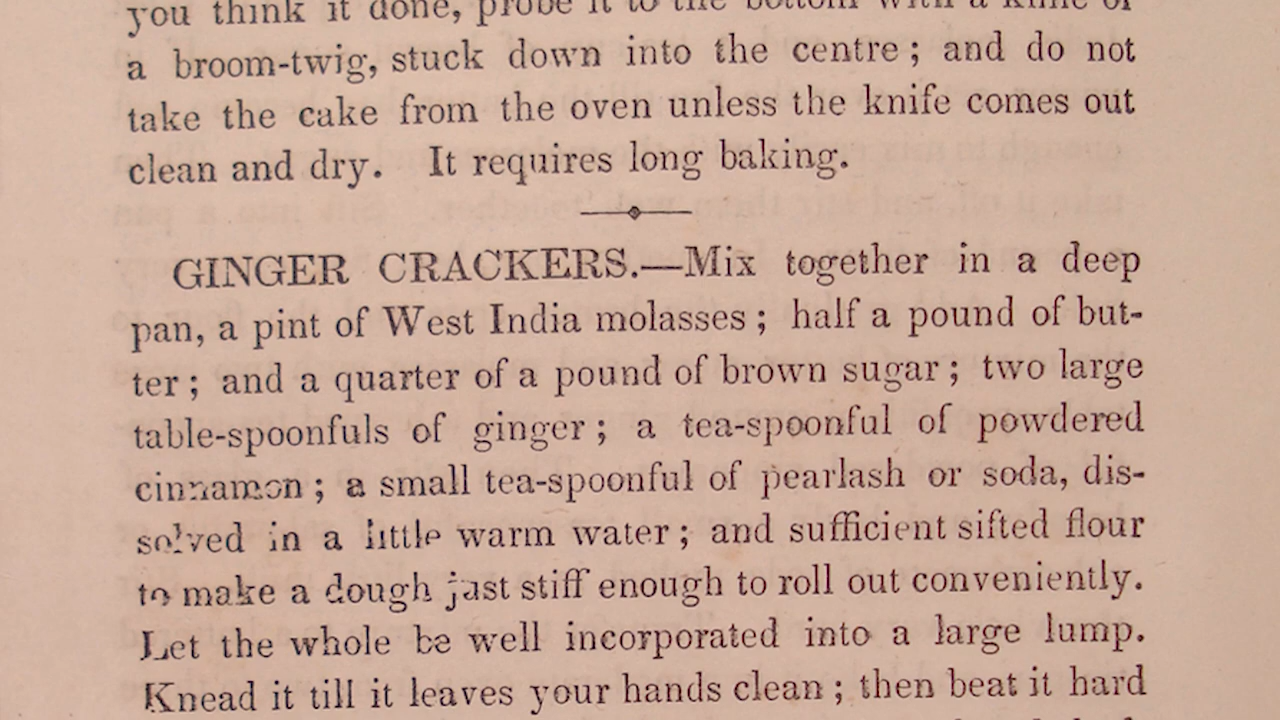 you think it done, probe it to the bottom with a knife or
a broom-twig, stuck down into the centre; and do not
take the cake from the oven unless the knife comes out
clean and dry. It requires long baking.
GINGER CRACKERS.—Mix together in a deep
pan, a pint of West India molasses; half a pound of but-
ter; and a quarter of a pound of brown sugar; two large
table-spoonfuls of ginger; a tea-spoonful of powdered
cinnamon; a small tea-spoonful of pearlash or soda, dis-
solved in a little warm water; and sufficient sifted flour
to make a dough just stiff enough to roll out conveniently.
Let the whole be well incorporated into a large lump.
Knead it till it leaves your hands clean; then beat it hard